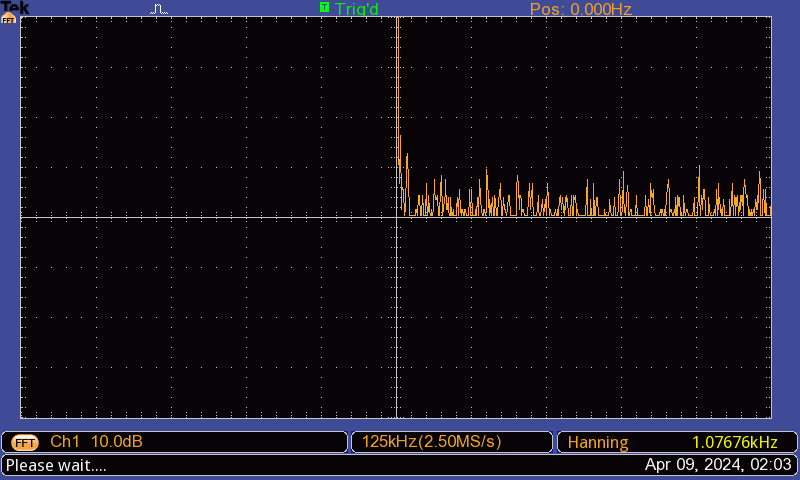 Tek T Trig'd Pos: 0.000Hz
FFT
FFT Ch1 10.0dB 125kHz(2.50MS/s) Hanning 1.07676kHz
Please wait.... Apr 09, 2024, 02:03